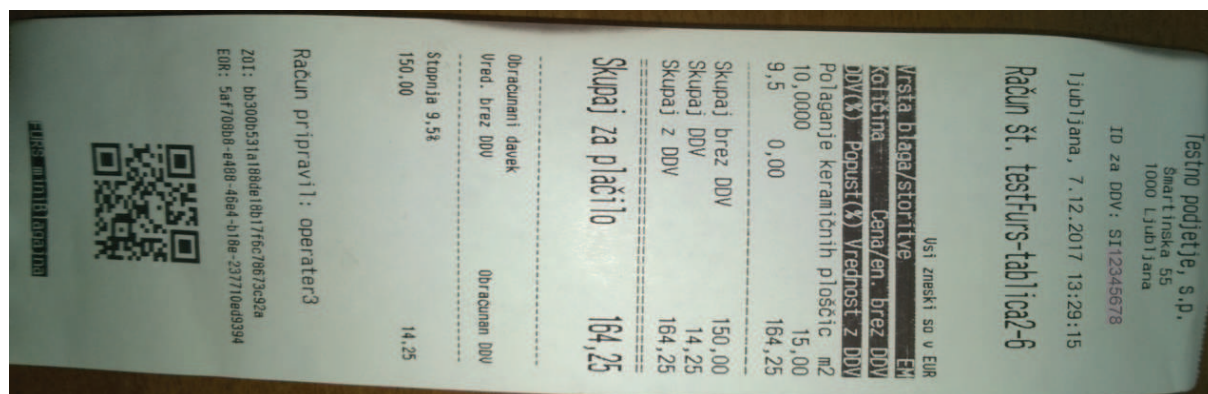 Testno podjetje, s.p.
Šmartinska 55
1000 Ljubljana
ID za DDV: SI12345678
ljubljana, 7.12.2017 13:29:15
Račun št. testFurs-tablica2-6
Vsi zneski so v EUR
Vrsta blaga/storitve EM
Količina Cena/en. brez DDV
DDV(%) Popust(%) Vrednost z DDV
Polaganje keramičnih ploščic m2
10,0000 15,00
9,5 0,00 164,25
Skupaj brez DDV 150,00
Skupaj DDV 14,25
Skupaj z DDV 164,25
Skupaj za plačilo 164,25
Obračunani davek
Vred. brez DDV Obračunan DDV
Stopnja 9,5%
150,00 14,25
Račun pripravil: operater3
ZOI: bb300b531a188de18b17f6c78673c92a
EOR: 5af708b8-e488-46e4-b18e-237710ed9394